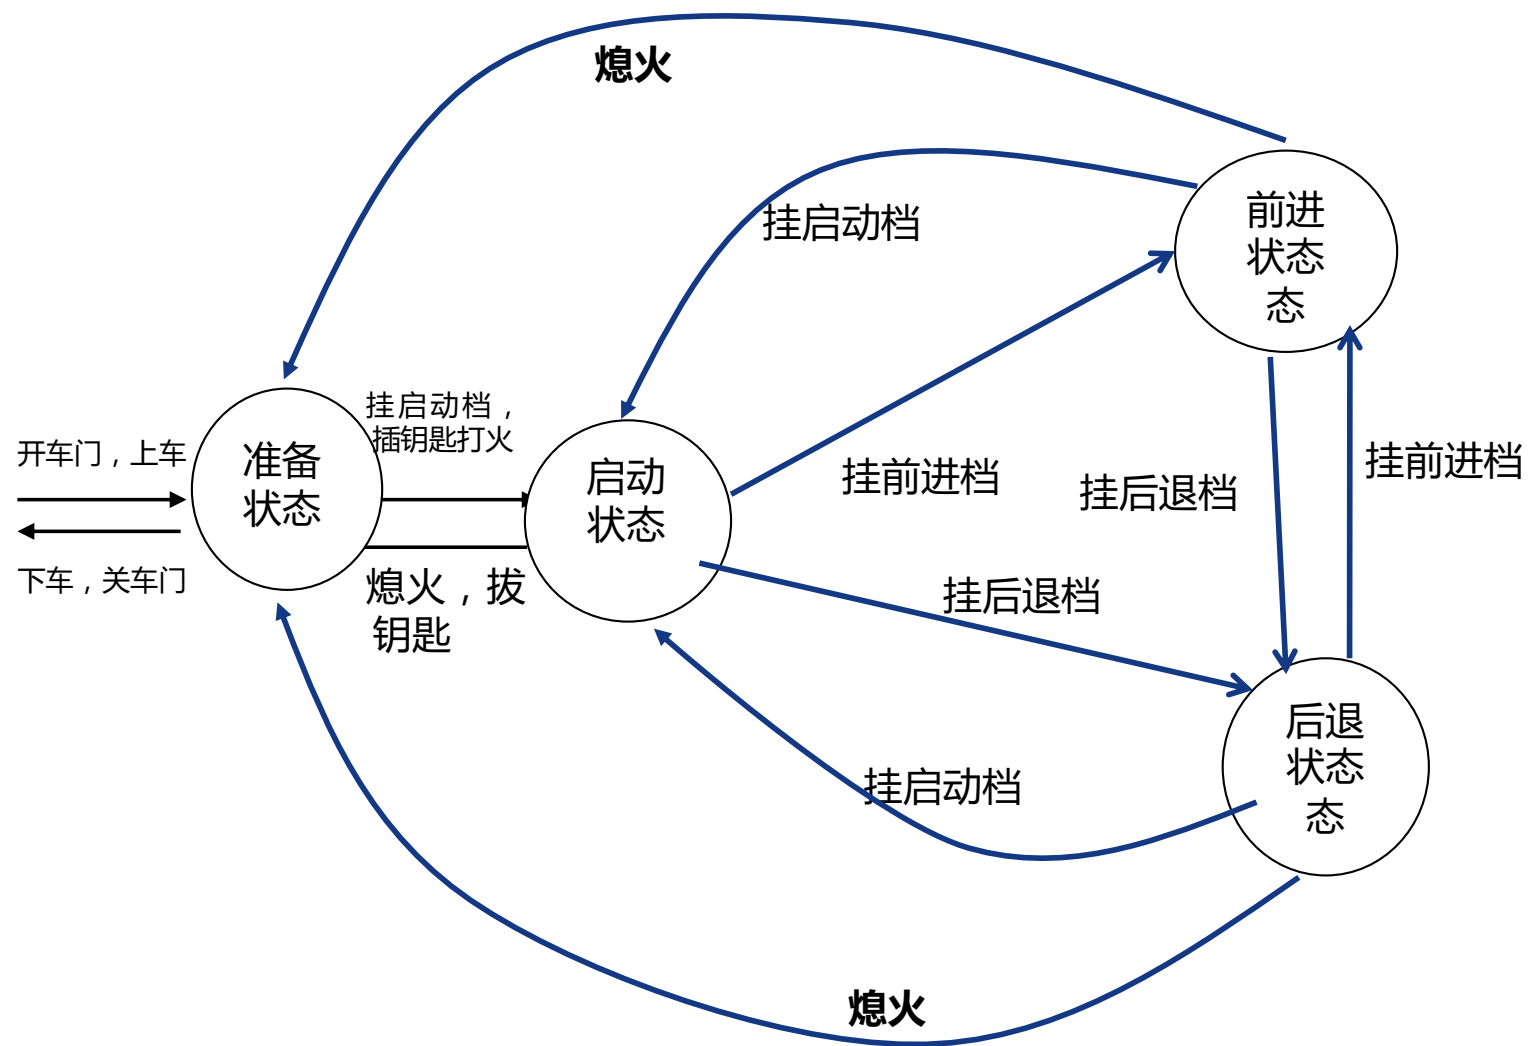 熄火
挂启动档
前进
状态
态
挂启动档，
插钥匙打火
开车门，上车
准备
状态
启动
状态
挂前进档
挂后退档
挂前进档
下车，关车门
熄火，拔
钥匙
挂后退档
后退
状态
态
挂启动档
熄火